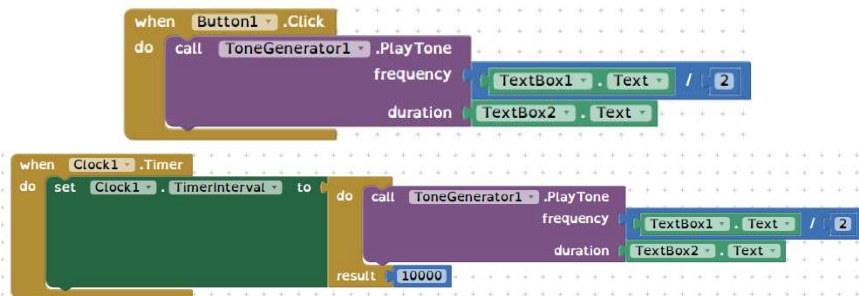 when Button1 .Click
do call ToneGenerator1 .PlayTone
frequency TextBox1 . Text / 2
duration TextBox2 . Text
when Clock1 .Timer
do set Clock1 . TimerInterval to do call ToneGenerator1 .PlayTone
frequency TextBox1 . Text / 2
duration TextBox2 . Text
result 10000